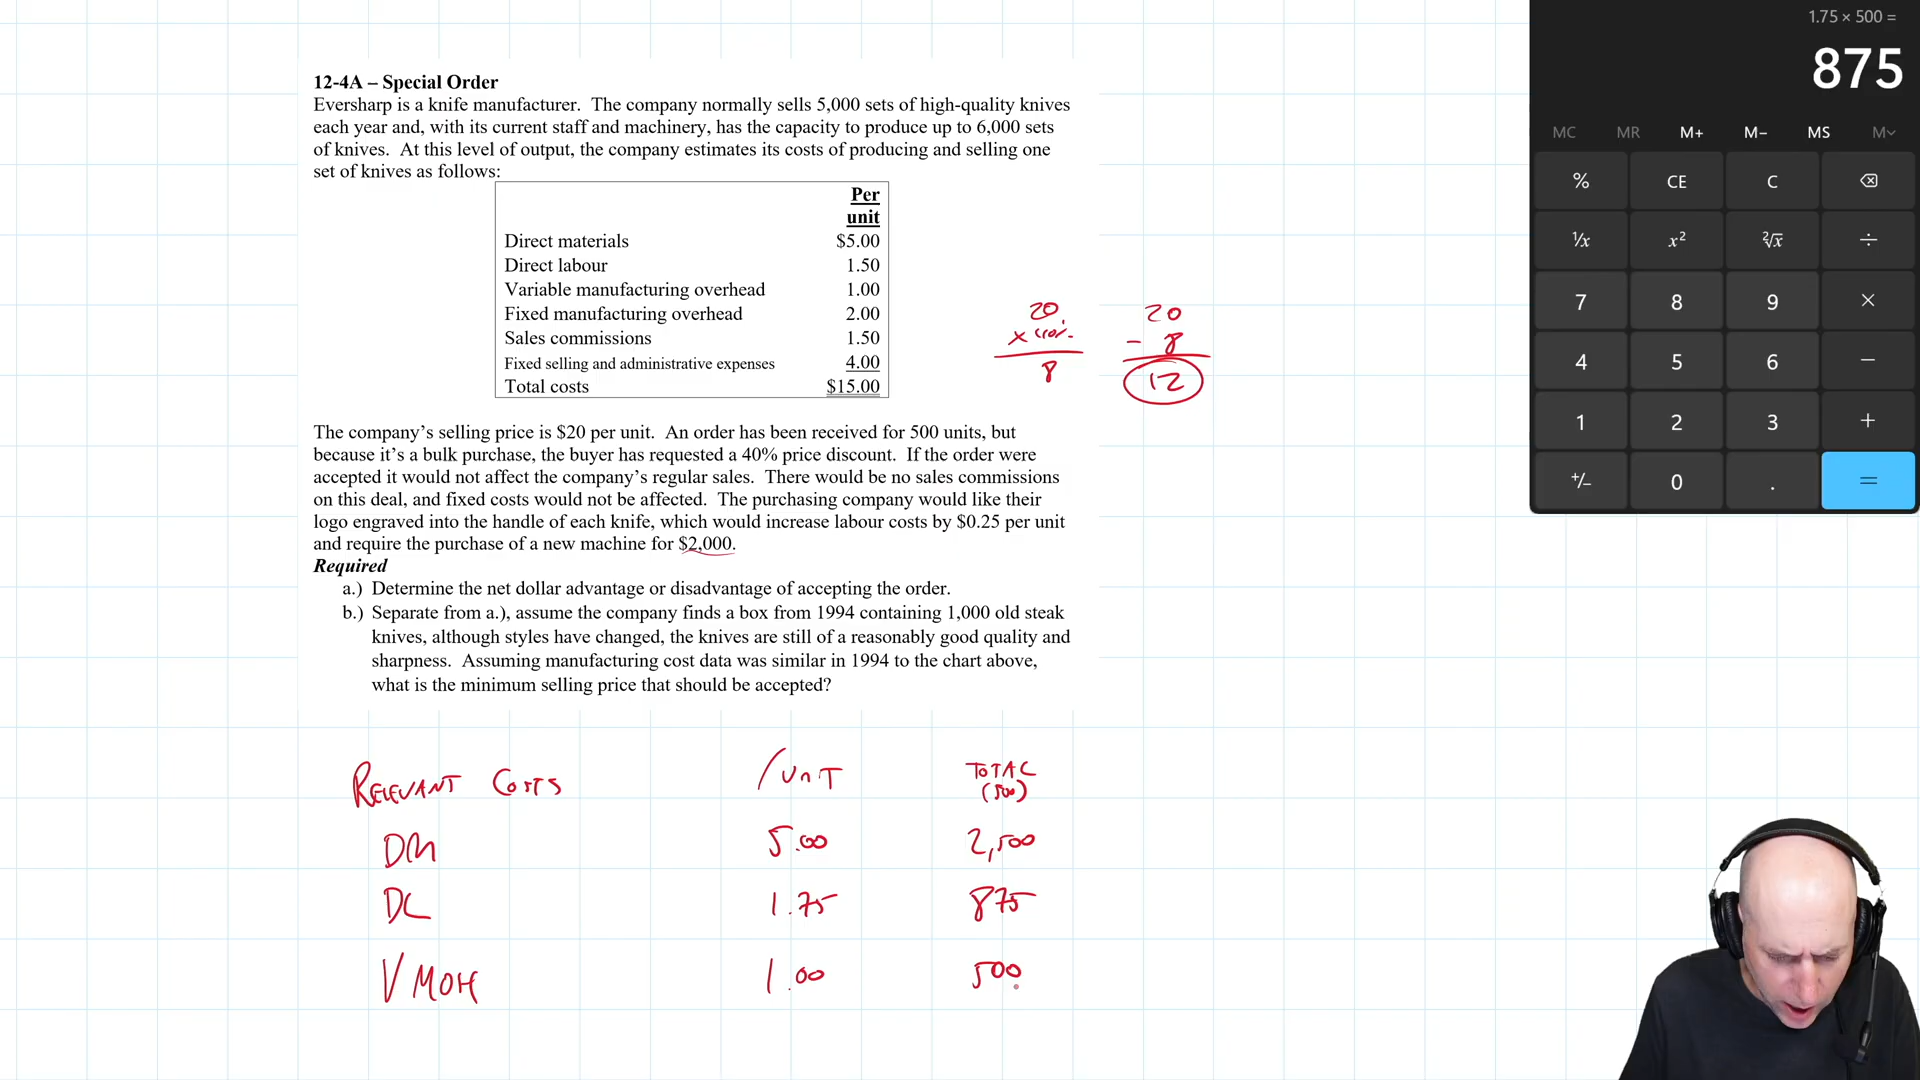 12-4A – Special Order
Eversharp is a knife manufacturer. The company normally sells 5,000 sets of high-quality knives
each year and, with its current staff and machinery, has the capacity to produce up to 6,000 sets
of knives. At this level of output, the company estimates its costs of producing and selling one
set of knives as follows:
Per
unit
Direct materials $5.00
Direct labour 1.50
Variable manufacturing overhead 1.00
Fixed manufacturing overhead 2.00
Sales commissions 1.50
Fixed selling and administrative expenses 4.00
Total costs $15.00
20
x
8
20
- 8
12
The company's selling price is $20 per unit. An order has been received for 500 units, but
because it's a bulk purchase, the buyer has requested a 40% price discount. If the order were
accepted it would not affect the company's regular sales. There would be no sales commissions
on this deal, and fixed costs would not be affected. The purchasing company would like their
logo engraved into the handle of each knife, which would increase labour costs by $0.25 per unit
and require the purchase of a new machine for $2,000.
Required
a.) Determine the net dollar advantage or disadvantage of accepting the order.
b.) Separate from a.), assume the company finds a box from 1994 containing 1,000 old steak
knives, although styles have changed, the knives are still of a reasonably good quality and
sharpness. Assuming manufacturing cost data was similar in 1994 to the chart above,
what is the minimum selling price that should be accepted?
RELEVANT COSTS /UNIT TOTAL
(500)
DM 5.00 2,500
DL 1.75 875
VMOH 1.00 500
1.75 × 500 =
875
MC MR M+ M− MS M
% CE C
⅟x x² ²√x ÷
7 8 9 ×
4 5 6 −
1 2 3 +
+/− 0 . =